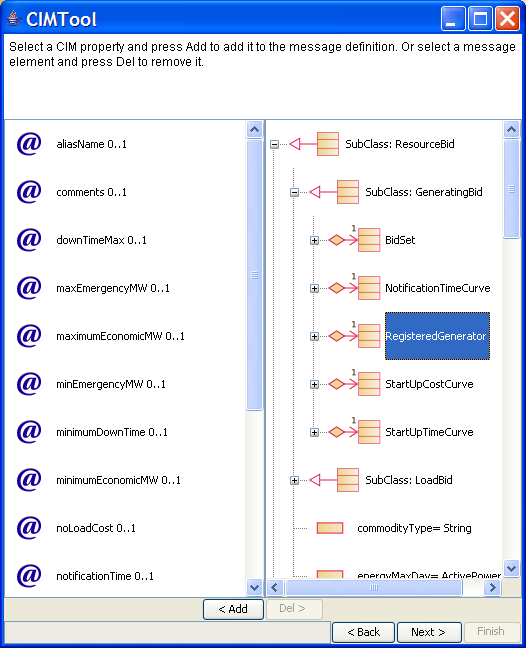 CIMTool
Select a CIM property and press Add to add it to the message definition. Or select a message
element and press Del to remove it.
@ aliasName 0..1
@ comments 0..1
@ downTimeMax 0..1
@ maxEmergencyMW 0..1
@ maximumEconomicMW 0..1
@ minEmergencyMW 0..1
@ minimumDownTime 0..1
@ minimumEconomicMW 0..1
@ noLoadCost 0..1
@ notificationTime 0..1
SubClass: ResourceBid
SubClass: GeneratingBid
1 BidSet
1 NotificationTimeCurve
1 RegisteredGenerator
1 StartUpCostCurve
1 StartUpTimeCurve
SubClass: LoadBid
commodityType= String
energyMaxDay= ActivePower
< Add
Del >
< Back
Next >
Finish